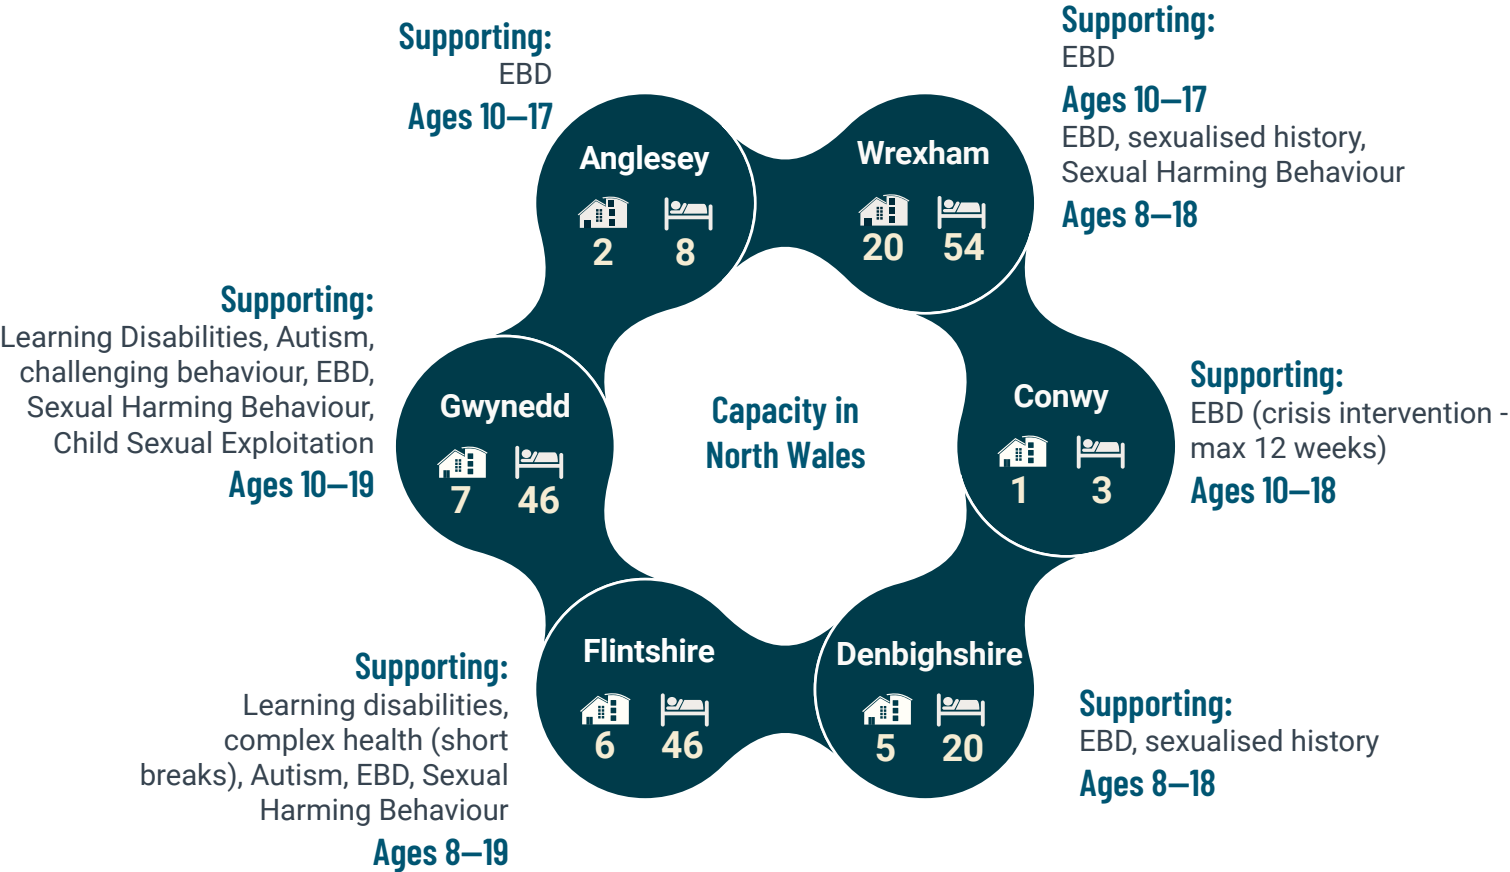 Supporting:
EBD
Ages 10–17
Anglesey
2 8
Supporting:
EBD
Ages 10–17
EBD, sexualised history,
Sexual Harming Behaviour
Ages 8–18
Wrexham
20 54
Supporting:
Learning Disabilities, Autism,
challenging behaviour, EBD,
Sexual Harming Behaviour,
Child Sexual Exploitation
Ages 10–19
Gwynedd
7 46
Capacity in
North Wales
Conwy
1 3
Supporting:
EBD (crisis intervention -
max 12 weeks)
Ages 10–18
Supporting:
Learning disabilities,
complex health (short
breaks), Autism, EBD, Sexual
Harming Behaviour
Ages 8–19
Flintshire
6 46
Denbighshire
5 20
Supporting:
EBD, sexualised history
Ages 8–18